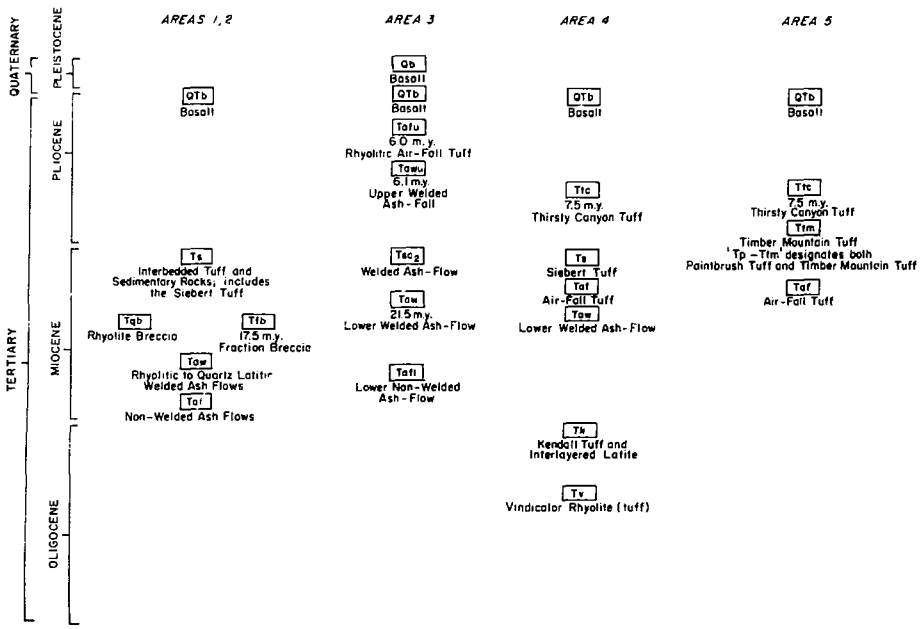 AREAS 1, 2
AREA 3
AREA 4
AREA 5
QUATERNARY
PLEISTOCENE
TERTIARY
PLIOCENE
MIOCENE
OLIGOCENE
QTb
Basalt
Ts
Interbedded Tuff and
Sedimentary Rocks; includes
the Siebert Tuff
Tqb
Rhyolite Breccia
Tfb
17.5 m.y.
Fraction Breccia
Taw
Rhyolitic to Quartz Latitic
Welded Ash Flows
Taf
Non-Welded Ash Flows
Qb
Basalt
QTb
Basalt
Tafu
6.0 m.y.
Rhyolitic Air-Fall Tuff
Tawu
6.1 m.y.
Upper Welded
Ash-Fall
Tsc2
Welded Ash-Flow
Taw
21.5 m.y.
Lower Welded Ash-Flow
Tafl
Lower Non-Welded
Ash-Flow
QTb
Basalt
Ttc
7.5 m.y.
Thirsty Canyon Tuff
Ts
Siebert Tuff
Taf
Air-Fall Tuff
Taw
Lower Welded Ash-Flow
Tk
Kendall Tuff and
Interlayered Latite
Tv
Vindicator Rhyolite (tuff)
QTb
Basalt
Ttc
7.5 m.y.
Thirsty Canyon Tuff
Ttm
Timber Mountain Tuff
'Tp-Ttm' designates both
Paintbrush Tuff and Timber Mountain Tuff
Taf
Air-Fall Tuff